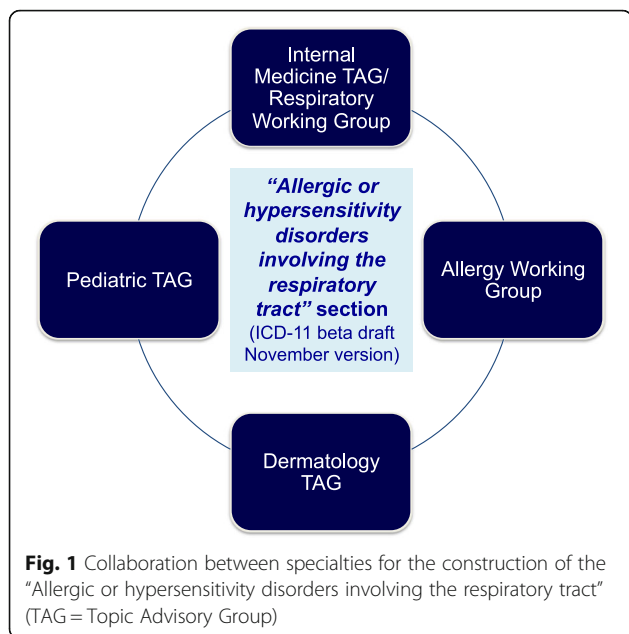 Internal
Medicine TAG/
Respiratory
Working Group
“Allergic or
hypersensitivity
disorders
involving the
respiratory
tract” section
(ICD-11 beta draft
November version)
Pediatric TAG
Allergy Working
Group
Dermatology
TAG
Fig. 1 Collaboration between specialties for the construction of the
“Allergic or hypersensitivity disorders involving the respiratory tract”
(TAG = Topic Advisory Group)